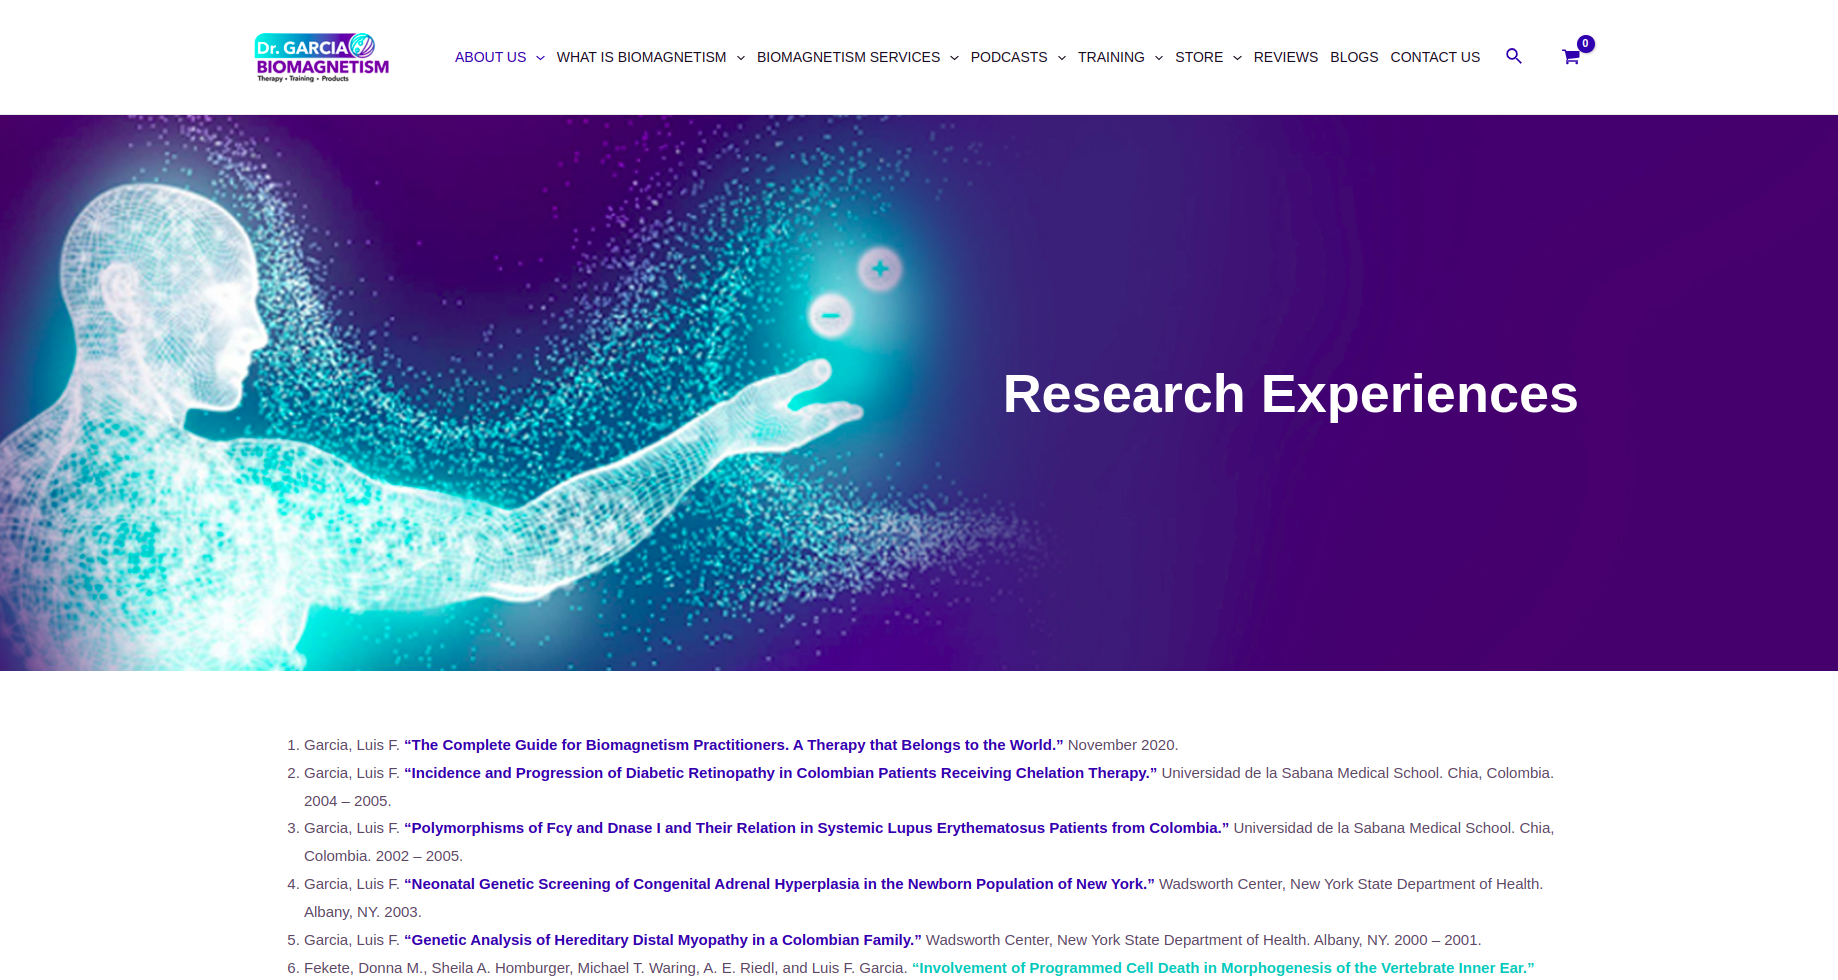 Dr. GARCIA
BIOMAGNETISM
Therapy • Training • Products
ABOUT US WHAT IS BIOMAGNETISM BIOMAGNETISM SERVICES PODCASTS TRAINING STORE REVIEWS BLOGS CONTACT US 0
+
−
Research Experiences
1. Garcia, Luis F. “The Complete Guide for Biomagnetism Practitioners. A Therapy that Belongs to the World.” November 2020.
2. Garcia, Luis F. “Incidence and Progression of Diabetic Retinopathy in Colombian Patients Receiving Chelation Therapy.” Universidad de la Sabana Medical School. Chia, Colombia.
2004 – 2005.
3. Garcia, Luis F. “Polymorphisms of Fcγ and Dnase I and Their Relation in Systemic Lupus Erythematosus Patients from Colombia.” Universidad de la Sabana Medical School. Chia,
Colombia. 2002 – 2005.
4. Garcia, Luis F. “Neonatal Genetic Screening of Congenital Adrenal Hyperplasia in the Newborn Population of New York.” Wadsworth Center, New York State Department of Health.
Albany, NY. 2003.
5. Garcia, Luis F. “Genetic Analysis of Hereditary Distal Myopathy in a Colombian Family.” Wadsworth Center, New York State Department of Health. Albany, NY. 2000 – 2001.
6. Fekete, Donna M., Sheila A. Homburger, Michael T. Waring, A. E. Riedl, and Luis F. Garcia. “Involvement of Programmed Cell Death in Morphogenesis of the Vertebrate Inner Ear.”